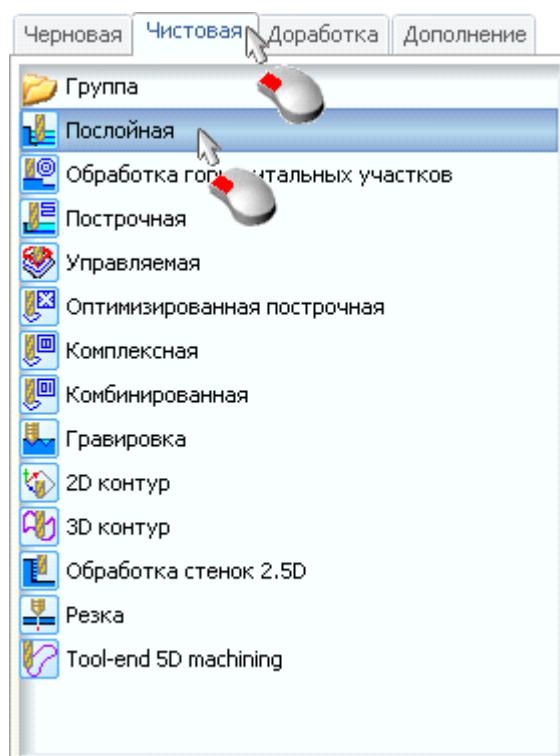 Черновая Чистовая Доработка Дополнение
Группа
Послойная
Обработка горизонтальных участков
Построчная
Управляемая
Оптимизированная построчная
Комплексная
Комбинированная
Гравировка
2D контур
3D контур
Обработка стенок 2.5D
Резка
Tool-end 5D machining